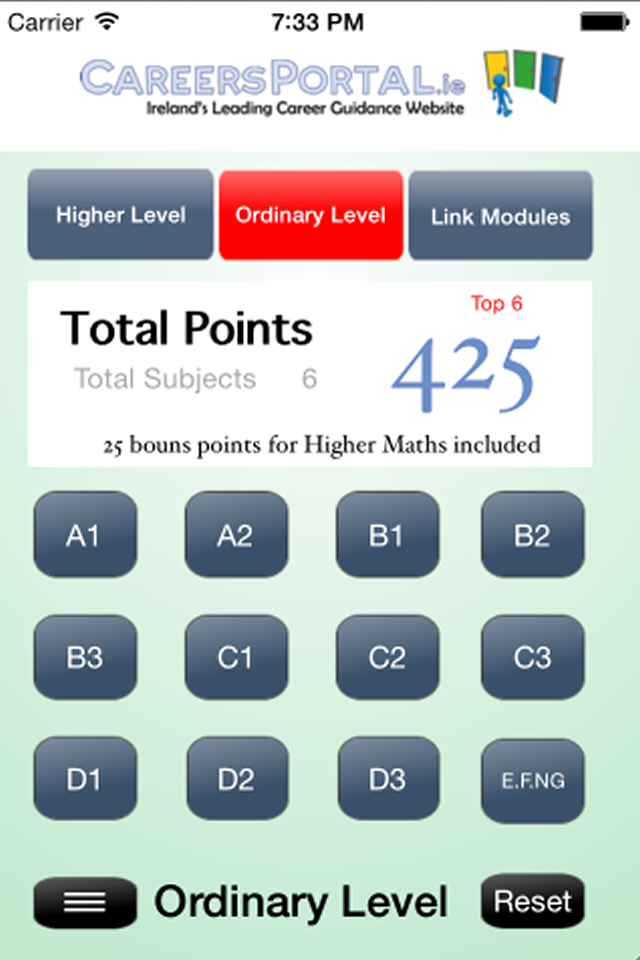 Carrier 7:33 PM
CAREERSPORTAL.ie
Ireland's Leading Career Guidance Website
Higher Level Ordinary Level Link Modules
Top 6
Total Points 425
Total Subjects 6
25 bouns points for Higher Maths included
A1 A2 B1 B2
B3 C1 C2 C3
D1 D2 D3 E.F.NG
Ordinary Level Reset